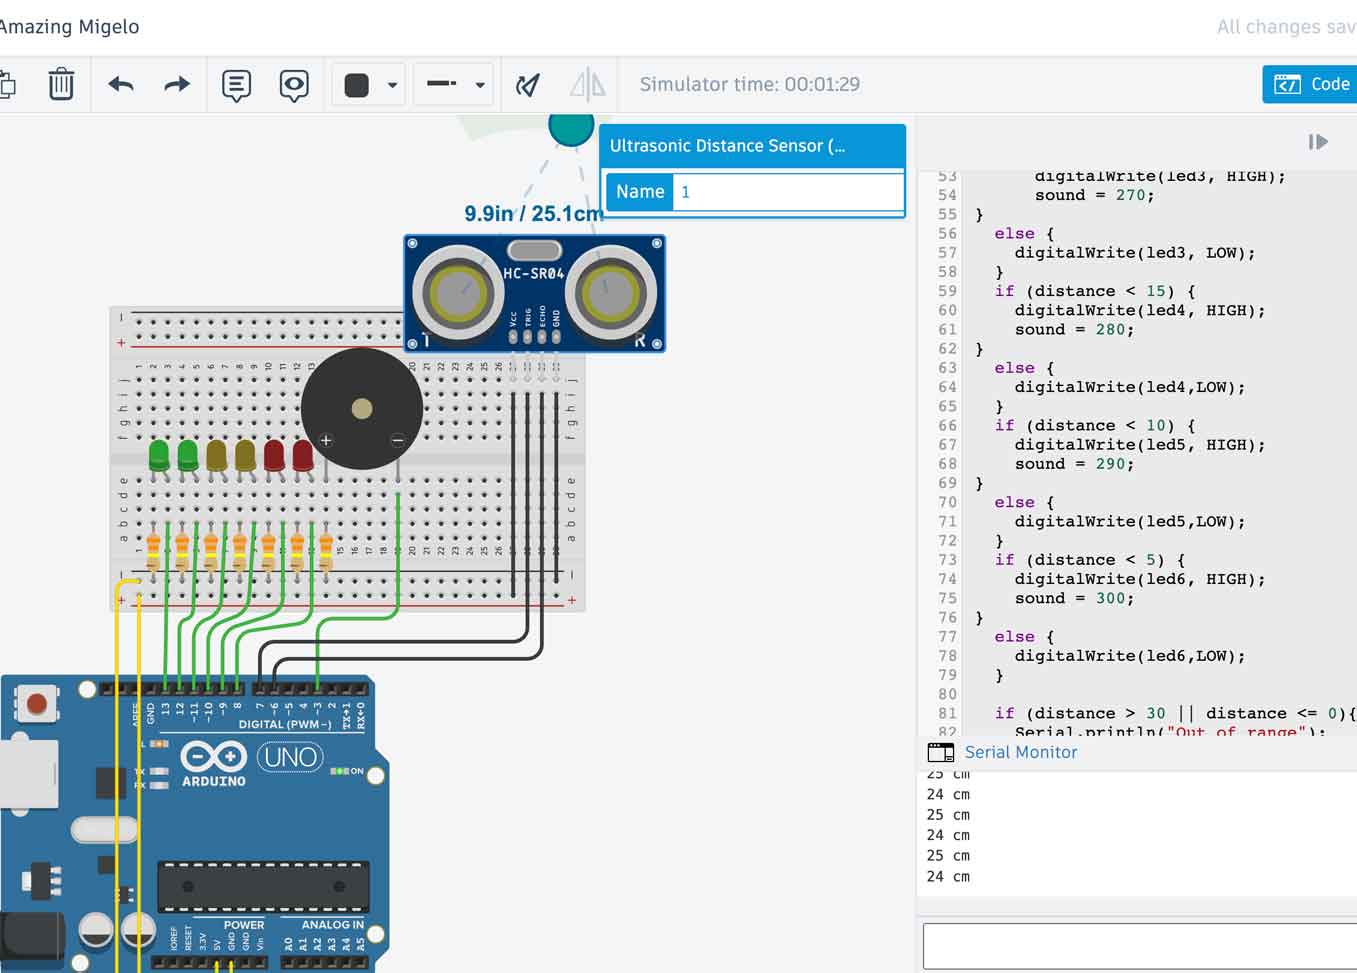 Amazing Migelo
All changes sav
Simulator time: 00:01:29
Code
Ultrasonic Distance Sensor (...
Name 1
9.9in / 25.1cm
HC-SR04
VCC TRIG ECHO GND
T R
j
i
h
g
f
e
d
c
b
a
DIGITAL (PWM~)
AREF GND 13 12 ~11 ~10 ~9 8 7 ~6 ~5 4 ~3 2 TX→1 RX←0
L
TX
RX
UNO
ARDUINO
ON
POWER
ANALOG IN
IOREF RESET 3.3V 5V GND GND Vin A0 A1 A2 A3 A4 A5
53 digitalWrite(led3, HIGH);
54 sound = 270;
55 }
56 else {
57 digitalWrite(led3, LOW);
58 }
59 if (distance < 15) {
60 digitalWrite(led4, HIGH);
61 sound = 280;
62 }
63 else {
64 digitalWrite(led4,LOW);
65 }
66 if (distance < 10) {
67 digitalWrite(led5, HIGH);
68 sound = 290;
69 }
70 else {
71 digitalWrite(led5,LOW);
72 }
73 if (distance < 5) {
74 digitalWrite(led6, HIGH);
75 sound = 300;
76 }
77 else {
78 digitalWrite(led6,LOW);
79 }
80
81 if (distance > 30 || distance <= 0){
82 Serial.println("Out of range");
Serial Monitor
25 cm
24 cm
25 cm
24 cm
25 cm
24 cm